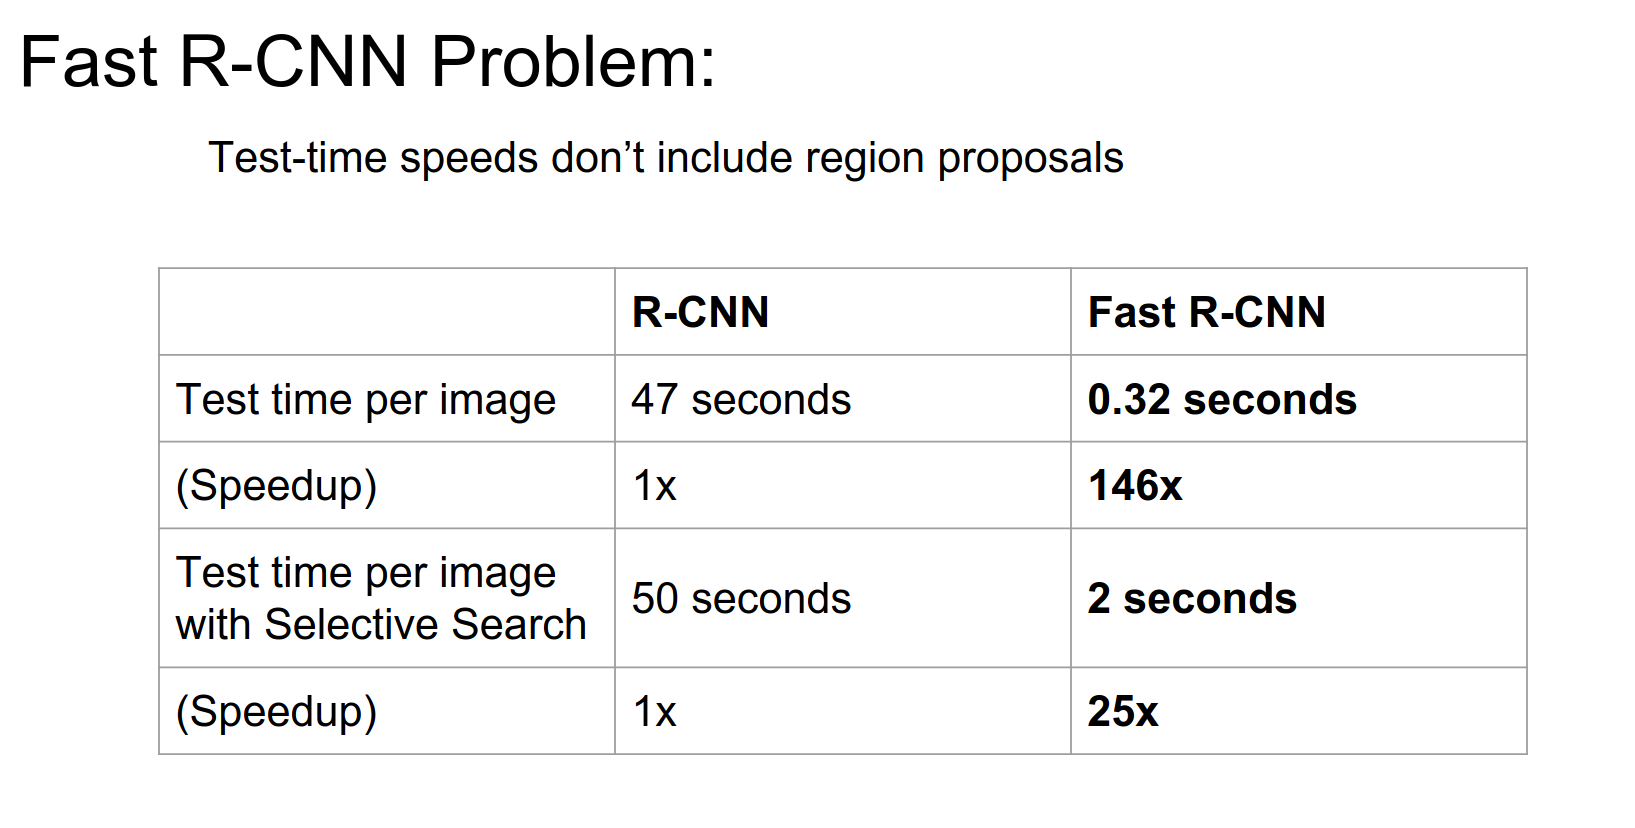 Fast R-CNN Problem:
Test-time speeds don’t include region proposals
R-CNN Fast R-CNN
Test time per image 47 seconds 0.32 seconds
(Speedup) 1x 146x
Test time per image
with Selective Search 50 seconds 2 seconds
(Speedup) 1x 25x